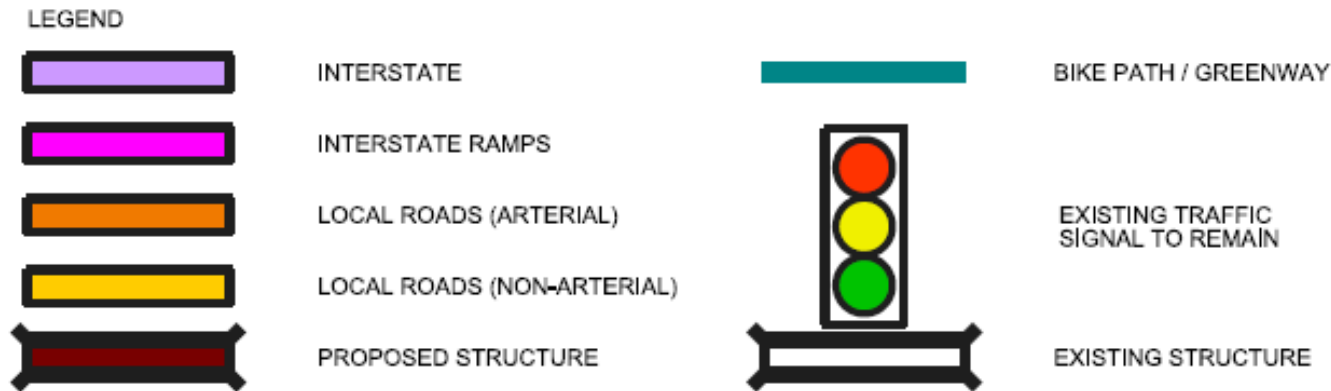 LEGEND
INTERSTATE
INTERSTATE RAMPS
LOCAL ROADS (ARTERIAL)
LOCAL ROADS (NON-ARTERIAL)
PROPOSED STRUCTURE
BIKE PATH / GREENWAY
EXISTING TRAFFIC
SIGNAL TO REMAIN
EXISTING STRUCTURE